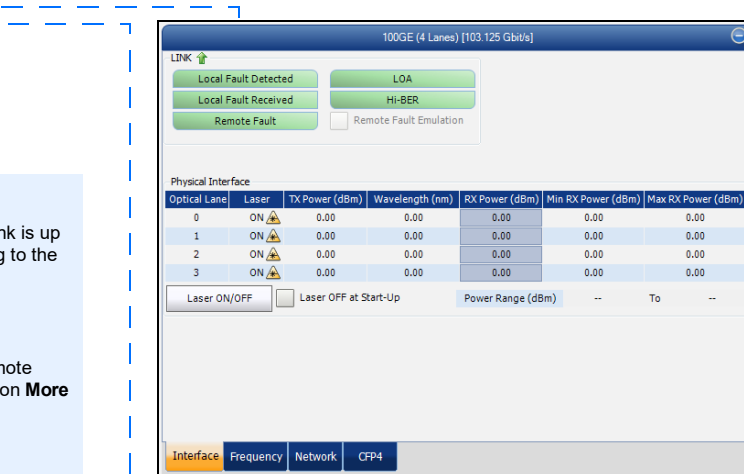 100GE (4 Lanes) [103.125 Gbit/s]
LINK
Local Fault Detected LOA
Local Fault Received Hi-BER
Remote Fault Remote Fault Emulation
Physical Interface
Optical Lane Laser TX Power (dBm) Wavelength (nm) RX Power (dBm) Min RX Power (dBm) Max RX Power (dBm)
0 ON 0.00 0.00 0.00 0.00 0.00
1 ON 0.00 0.00 0.00 0.00 0.00
2 ON 0.00 0.00 0.00 0.00 0.00
3 ON 0.00 0.00 0.00 0.00 0.00
Laser ON/OFF Laser OFF at Start-Up Power Range (dBm) -- To --
Interface Frequency Network CFP4
nk is up
g to the
note
on More